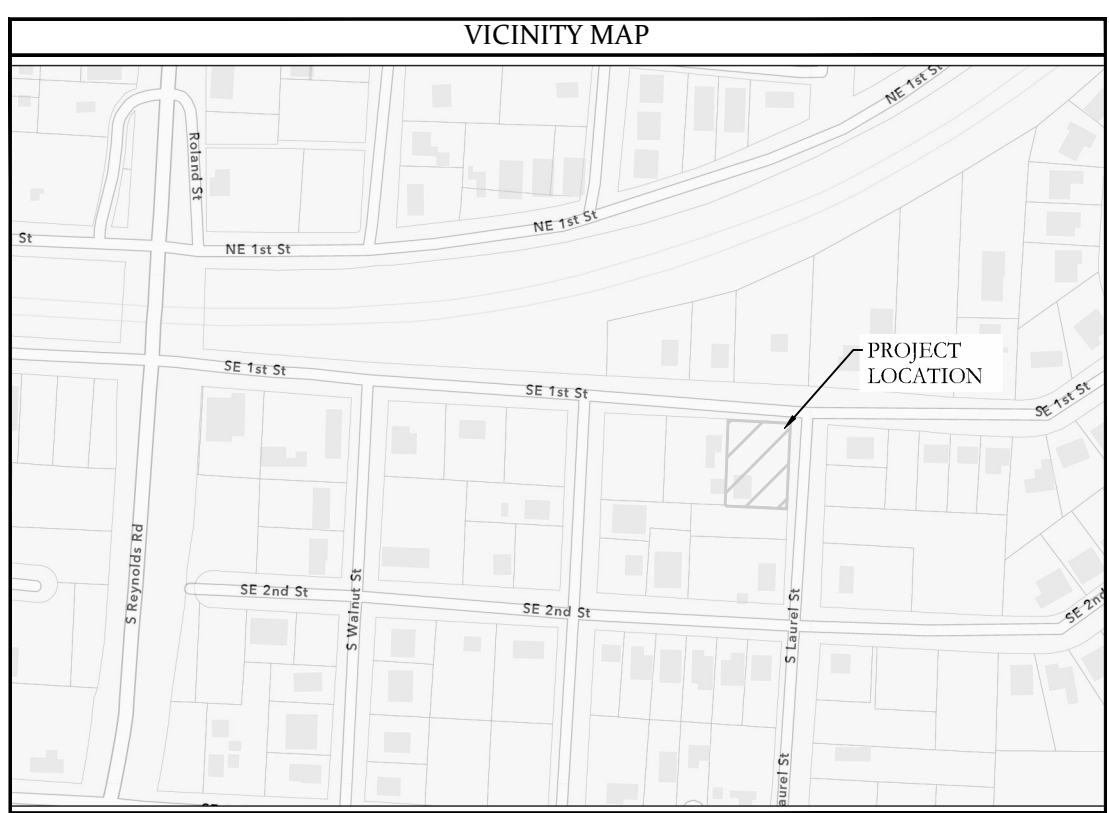 VICINITY MAP
NE 1st St
Roland St
St
NE 1st St
NE 1st St
SE 1st St
SE 1st St
PROJECT
LOCATION
SE 1st St
S Reynolds Rd
S Walnut St
SE 2nd St
SE 2nd St
S Laurel St
SE 2nd
aurel St